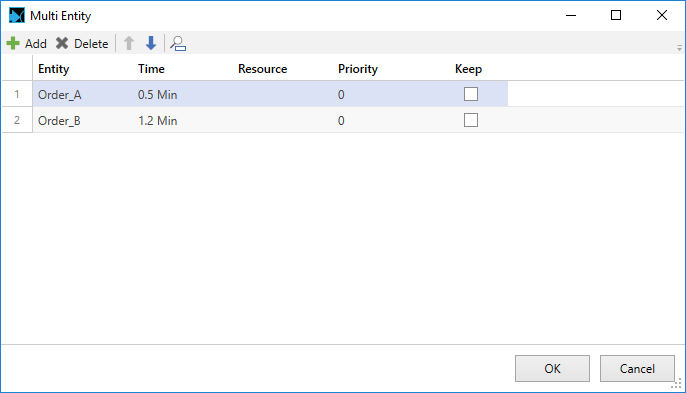 Multi Entity
Add Delete
Entity Time Resource Priority Keep
1 Order_A 0.5 Min 0
2 Order_B 1.2 Min 0
OK Cancel